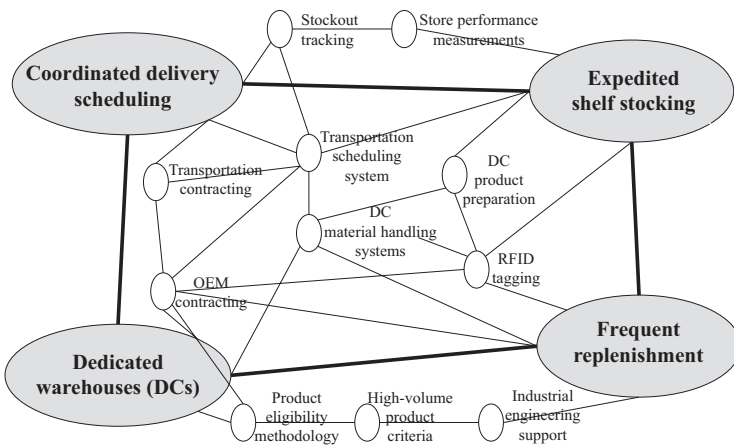 Stockout
tracking
Store performance
measurements
Coordinated delivery
scheduling
Expedited
shelf stocking
Transportation
scheduling
system
Transportation
contracting
DC
product
preparation
DC
material handling
systems
RFID
tagging
OEM
contracting
Dedicated
warehouses (DCs)
Frequent
replenishment
Product
eligibility
methodology
High-volume
product
criteria
Industrial
engineering
support